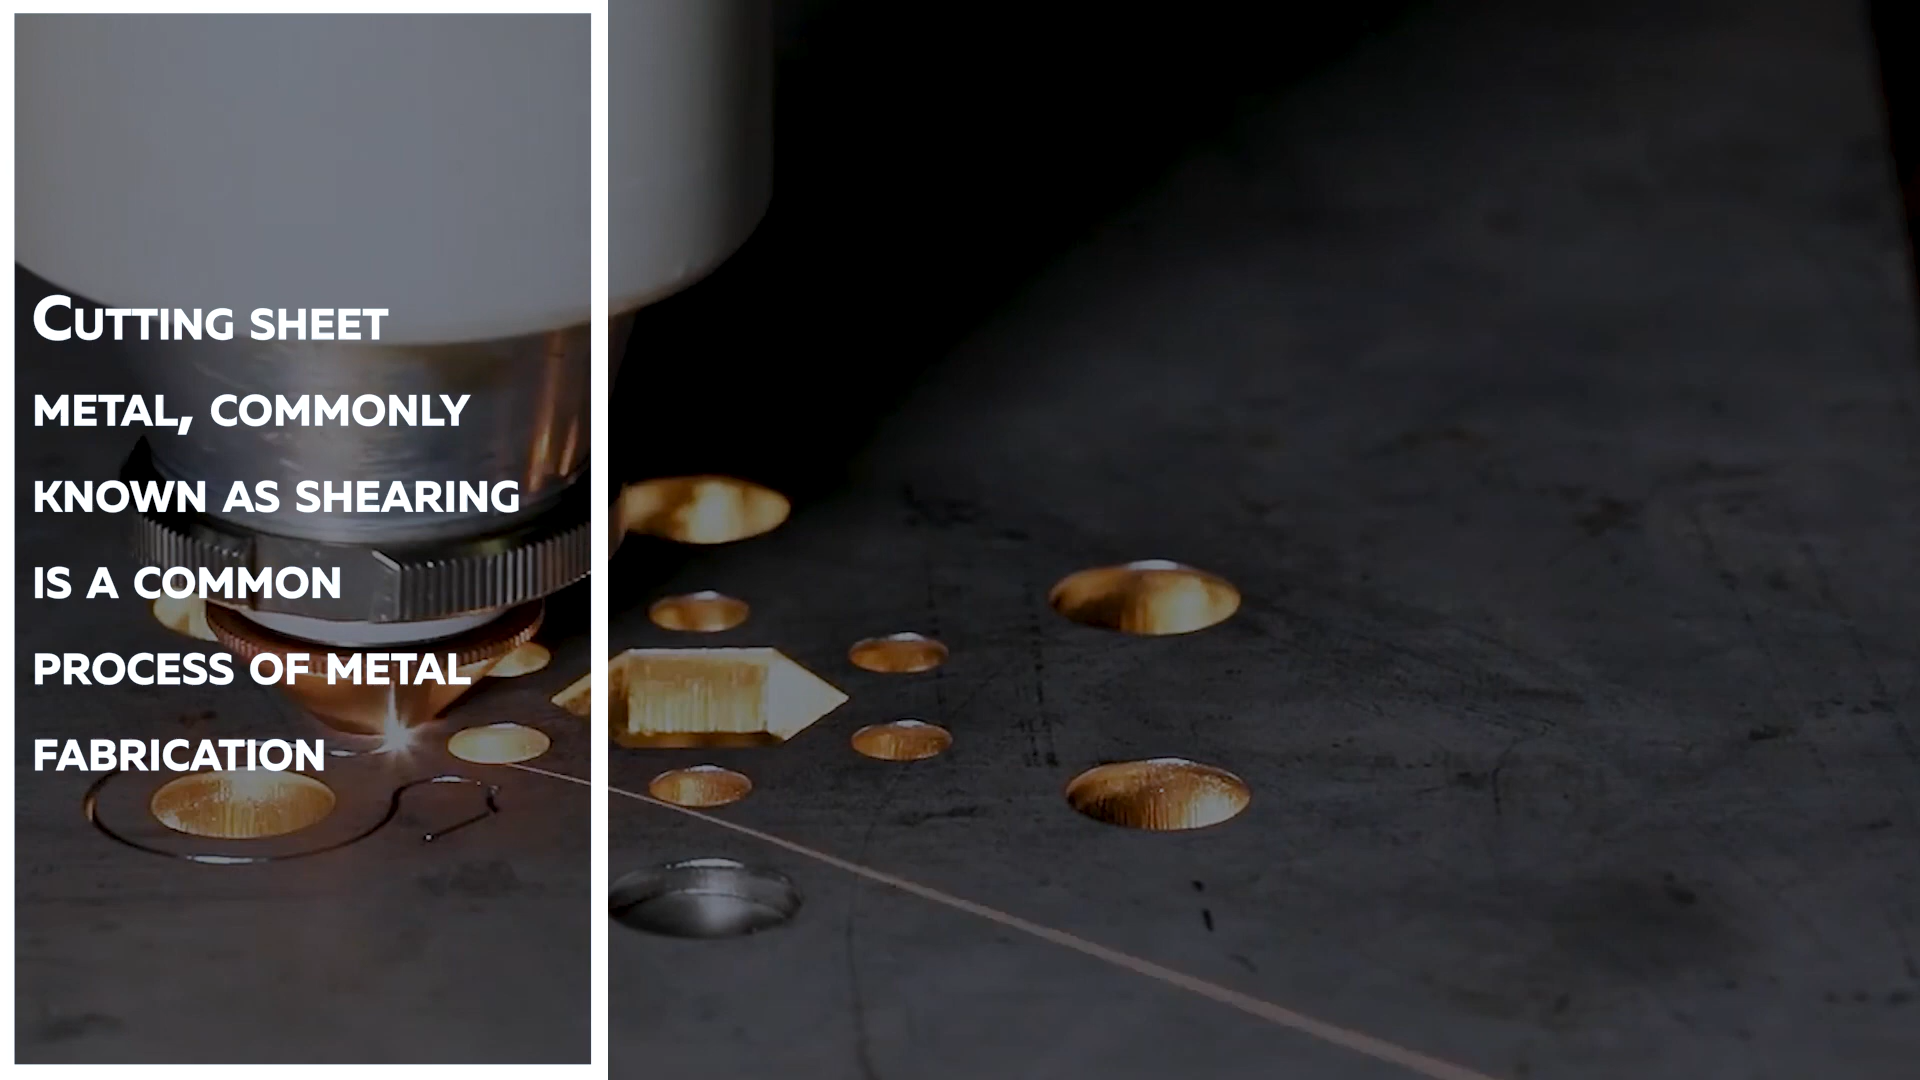 Cutting sheet
metal, commonly
known as shearing
is a common
process of metal
fabrication